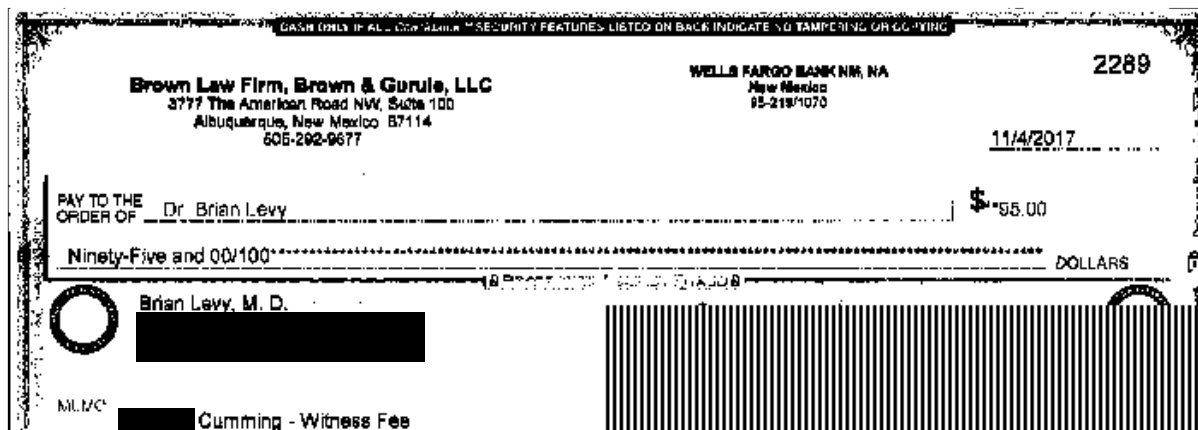 CASH ONLY IF ALL SECURITY FEATURES LISTED ON BACK INDICATE NO TAMPERING OR COPYING
Brown Law Firm, Brown & Gurule, LLC
3777 The American Road NW, Suite 100
Albuquerque, New Mexico 87114
505-292-9677
WELLS FARGO BANK NM, NA
New Mexico
95-219/1070
2289
11/4/2017
PAY TO THE
ORDER OF Dr. Brian Levy $ **95.00
Ninety-Five and 00/100
DOLLARS
Brian Levy, M. D.
MEMO
Cumming - Witness Fee